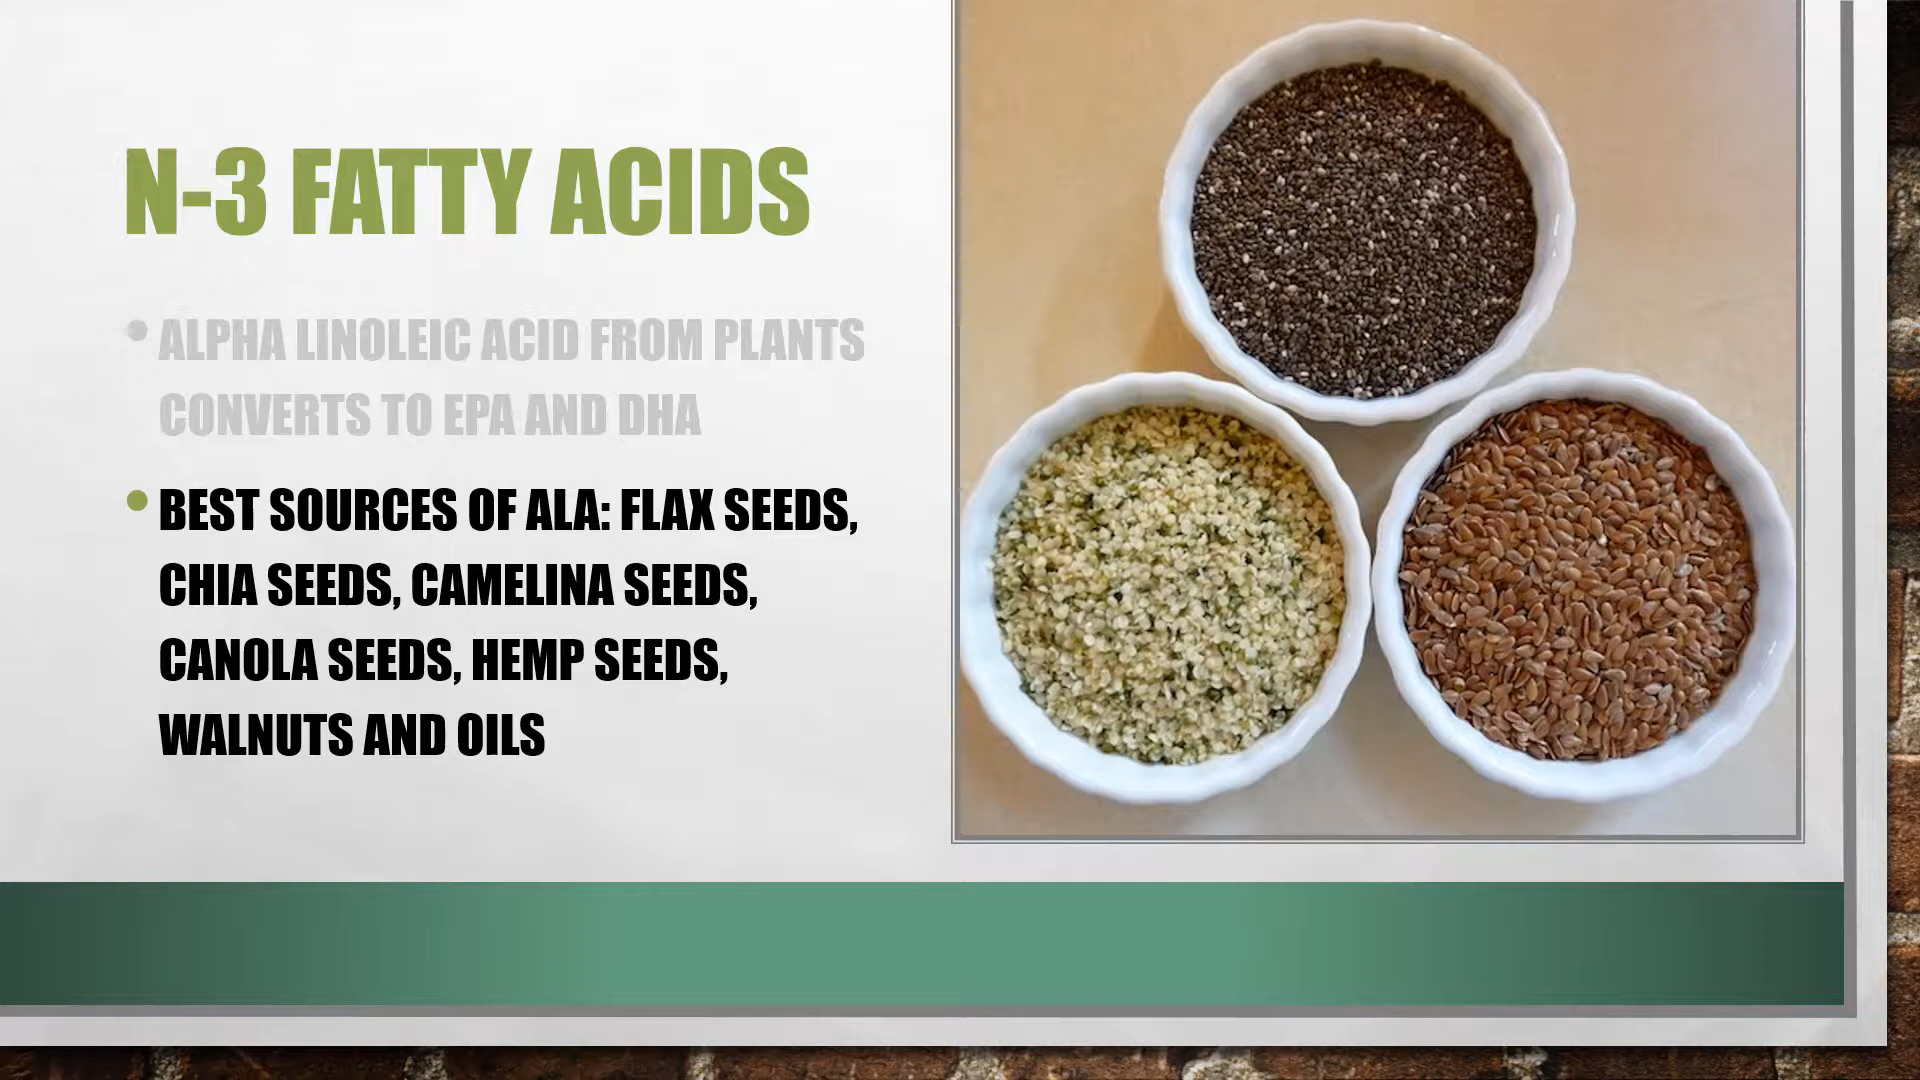 N-3 FATTY ACIDS
• ALPHA LINOLEIC ACID FROM PLANTS
CONVERTS TO EPA AND DHA
• BEST SOURCES OF ALA: FLAX SEEDS,
CHIA SEEDS, CAMELINA SEEDS,
CANOLA SEEDS, HEMP SEEDS,
WALNUTS AND OILS